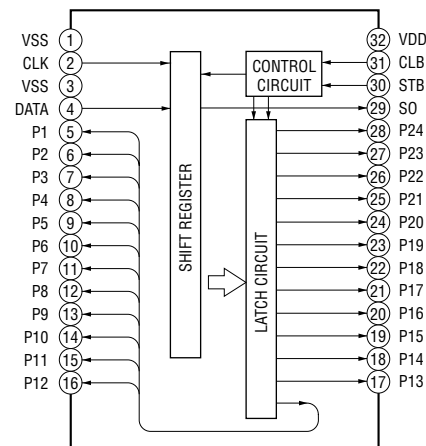 VSS 1
CLK 2
VSS 3
DATA 4
P1 5
P2 6
P3 7
P4 8
P5 9
P6 10
P7 11
P8 12
P9 13
P10 14
P11 15
P12 16
SHIFT REGISTER
CONTROL
CIRCUIT
LATCH CIRCUIT
32 VDD
31 CLB
30 STB
29 SO
28 P24
27 P23
26 P22
25 P21
24 P20
23 P19
22 P18
21 P17
20 P16
19 P15
18 P14
17 P13